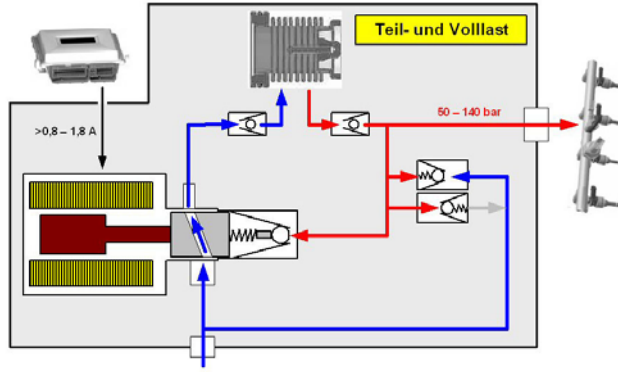 Teil- und Volllast
50 – 140 bar
>0,8 – 1,8 A